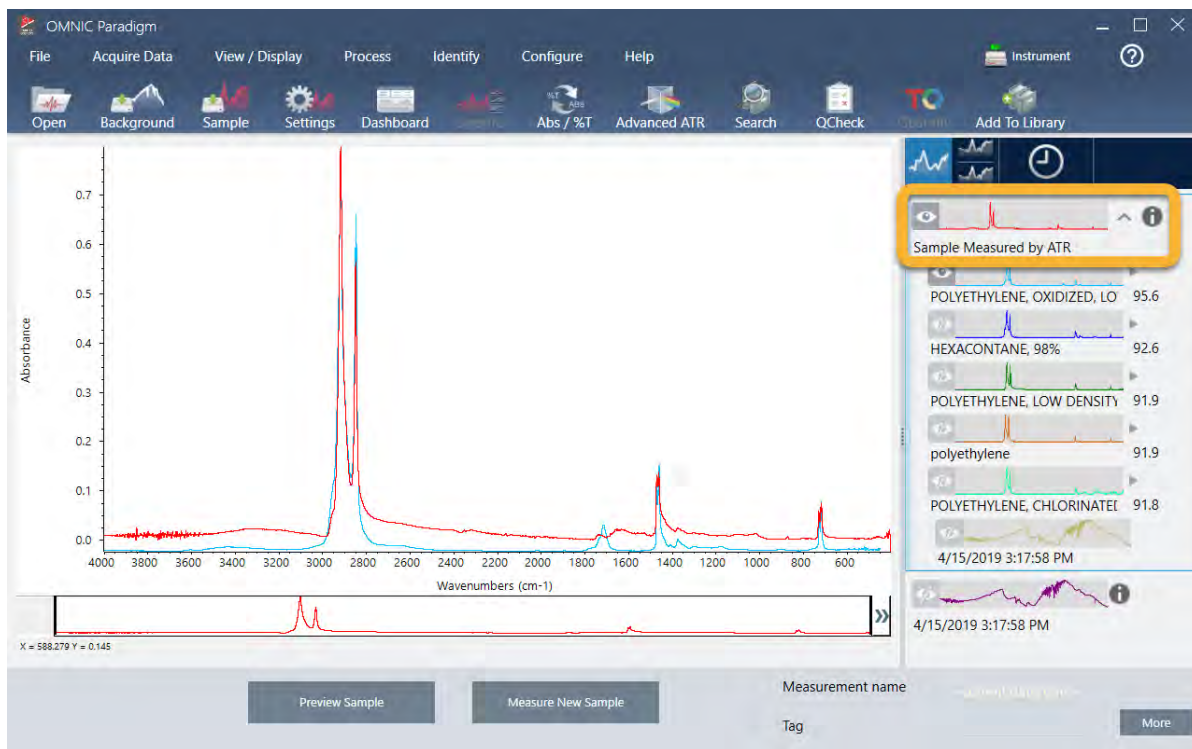 OMNIC Paradigm
File Acquire Data View / Display Process Identify Configure Help Instrument ?
%T ABS
Open Background Sample Settings Dashboard Abs / %T Advanced ATR Search QCheck Add To Library
TQ
Absorbance
0.7
0.6
0.5
0.4
0.3
0.2
0.1
0.0
4000 3800 3600 3400 3200 3000 2800 2600 2400 2200 2000 1800 1600 1400 1200 1000 800 600
Wavenumbers (cm-1)
X = 588.279 Y = 0.145
Sample Measured by ATR
POLYETHYLENE, OXIDIZED, LO 95.6
HEXACONTANE, 98% 92.6
POLYETHYLENE, LOW DENSITY 91.9
polyethylene 91.9
POLYETHYLENE, CHLORINATE 91.8
4/15/2019 3:17:58 PM
4/15/2019 3:17:58 PM
Preview Sample Measure New Sample
Measurement name
Tag
More